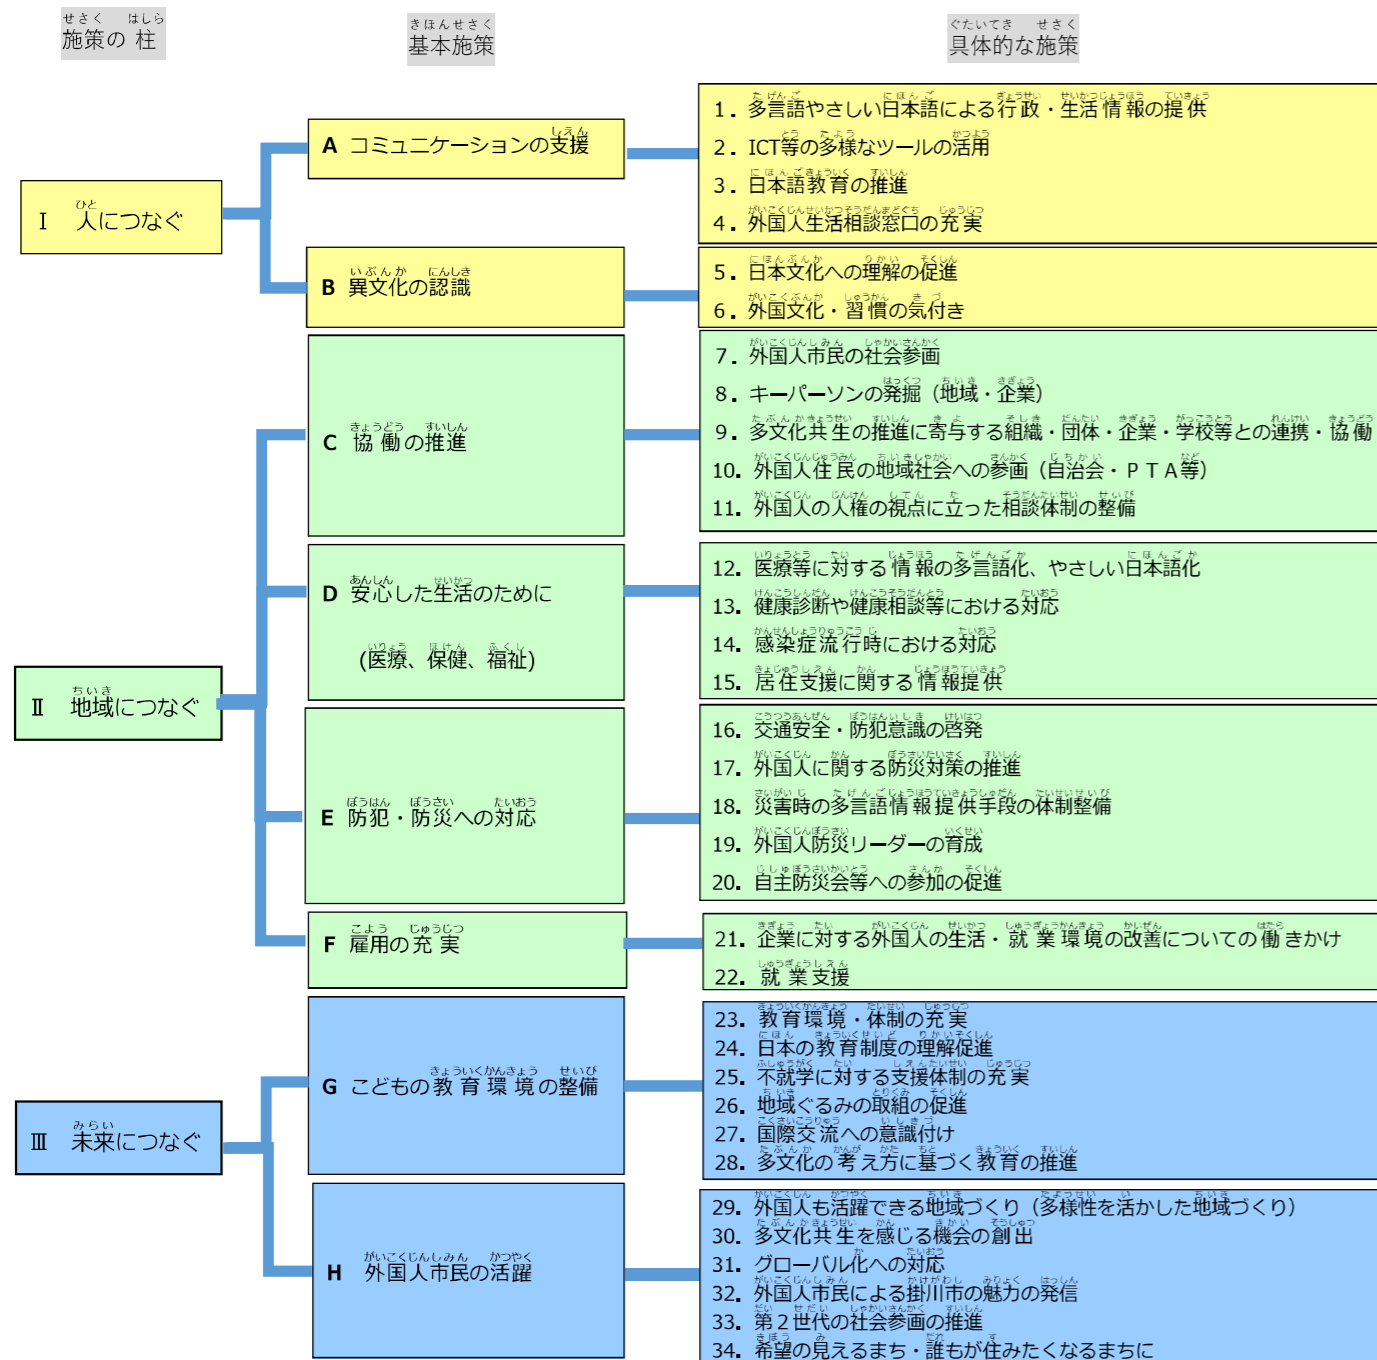 施策の柱
基本施策
具体的な施策
Ⅰ 人につなぐ
A コミュニケーションの支援
1．多言語やさしい日本語による行政・生活情報の提供
2．ICT等の多様なツールの活用
3．日本語教育の推進
4．外国人生活相談窓口の充実
B 異文化の認識
5．日本文化への理解の促進
6．外国文化・習慣の気付き
Ⅱ 地域につなぐ
C 協働の推進
7．外国人市民の社会参画
8．キーパーソンの発掘（地域・企業）
9．多文化共生の推進に寄与する組織・団体・企業・学校等との連携・協働
10．外国人住民の地域社会への参画（自治会・ＰＴＡ等）
11．外国人の人権の視点に立った相談体制の整備
D 安心した生活のために
(医療、保健、福祉)
12．医療等に対する情報の多言語化、やさしい日本語化
13．健康診断や健康相談等における対応
14．感染症流行時における対応
15．居住支援に関する情報提供
E 防犯・防災への対応
16．交通安全・防犯意識の啓発
17．外国人に関する防災対策の推進
18．災害時の多言語情報提供手段の体制整備
19．外国人防災リーダーの育成
20．自主防災会等への参加の促進
F 雇用の充実
21．企業に対する外国人の生活・就業環境の改善についての働きかけ
22．就業支援
Ⅲ 未来につなぐ
G こどもの教育環境の整備
23．教育環境・体制の充実
24．日本の教育制度の理解促進
25．不就学に対する支援体制の充実
26．地域ぐるみの取組の促進
27．国際交流への意識付け
28．多文化の考え方に基づく教育の推進
H 外国人市民の活躍
29．外国人も活躍できる地域づくり（多様性を活かした地域づくり）
30．多文化共生を感じる機会の創出
31．グローバル化への対応
32．外国人市民による掛川市の魅力の発信
33．第２世代の社会参画の推進
34．希望の見えるまち・誰もが住みたくなるまちに